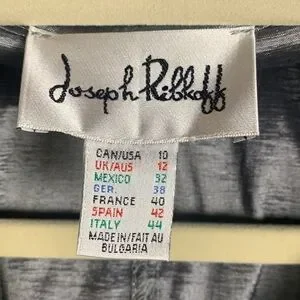 Joseph Ribkoff
CAN/USA 10
UK/AUS 12
MEXICO 32
GER. 38
FRANCE 40
SPAIN 42
ITALY 44
MADE IN/FAIT AU
BULGARIA